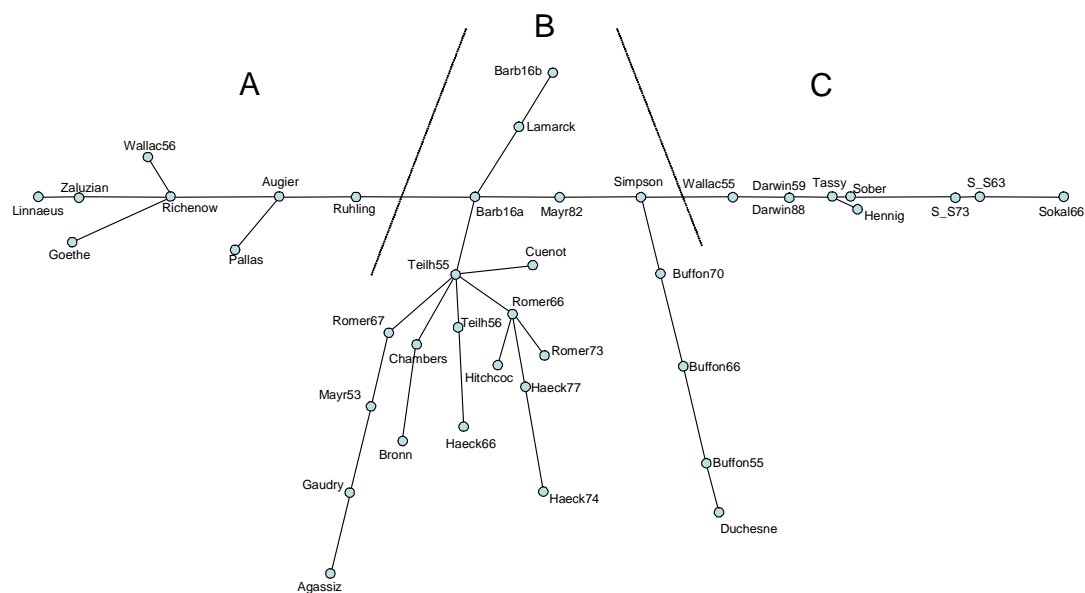 B
A
C
Barb16b
Lamarck
Wallac56
Zaluzian
Augier
Simpson
Wallac55
Darwin59
Tassy
Sober
S_S63
Linnaeus
Richenow
Ruhling
Barb16a
Mayr82
Darwin88
Hennig
S_S73
Sokal66
Goethe
Pallas
Teilh55
Cuenot
Buffon70
Romer66
Romer67
Teilh56
Chambers
Romer73
Hitchcoc
Haeck77
Buffon66
Mayr53
Bronn
Haeck66
Buffon55
Gaudry
Haeck74
Duchesne
Agassiz